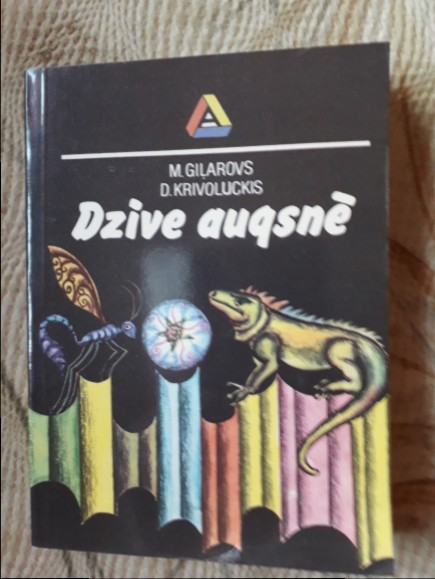 M. GIĻAROVS
D. KRIVOLUCKIS
Dzīve augsnē